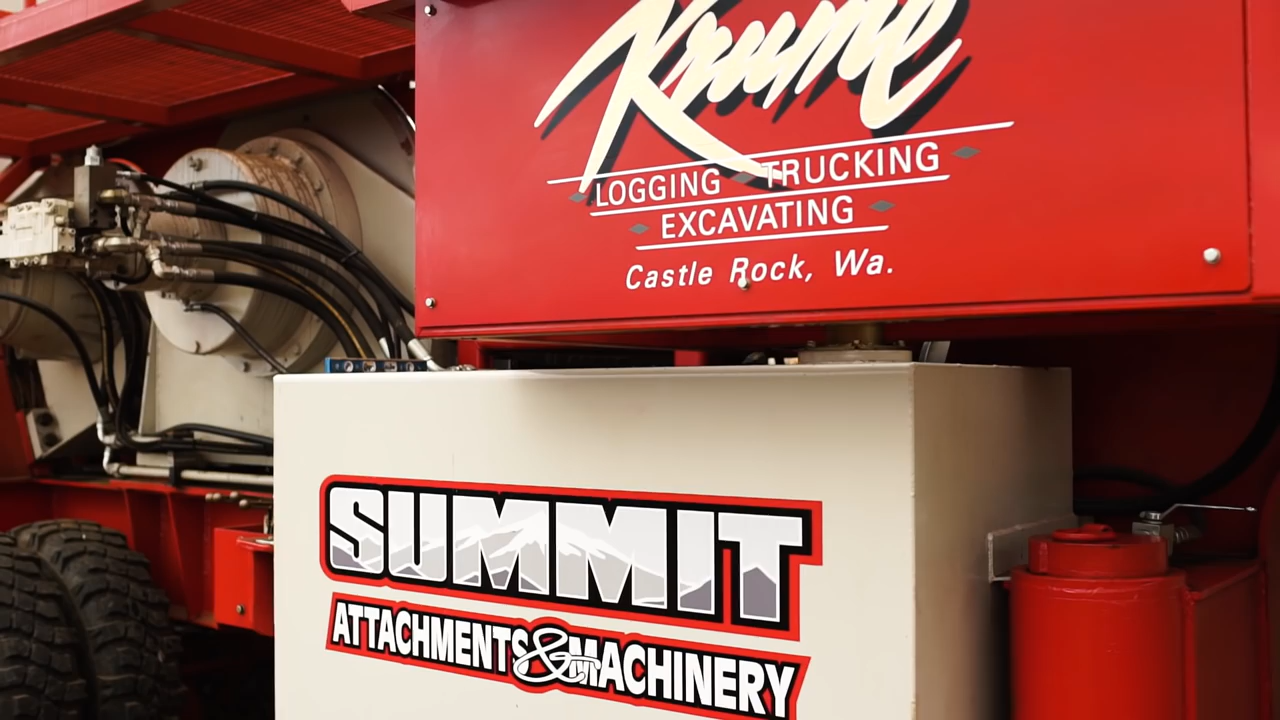 Krume
LOGGING TRUCKING
EXCAVATING
Castle Rock, Wa.
SUMMIT
ATTACHMENTS & MACHINERY